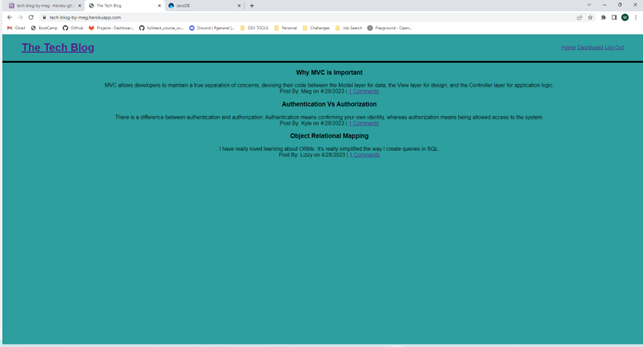 tech-blog-by-meg - Heroku-git
The Tech Blog
tech-blog-by-meg.herokuapp.com
Gmail BootCamp GitHub Projects - Dashboar... fullstack_course_co... Discord | #general |... DEV TOOLS Personal Challenges Job Search Playground - Open...
The Tech Blog
Home Dashboard Log Out
Why MVC is Important
MVC allows developers to maintain a true separation of concerns, devising their code between the Model layer for data, the View layer for design, and the Controller layer for application logic.
Post By: Meg on 4/28/2023 | 1 Comments
Authentication Vs Authorization
There is a difference between authentication and authorization. Authentication means confirming your own identity, whereas authorization means being allowed access to the system.
Post By: Kyle on 4/28/2023 | 1 Comments
Object Relational Mapping
I have really loved learning about ORMs. It's really simplified the way I create queries in SQL.
Post By: Lizzy on 4/28/2023 | 1 Comments